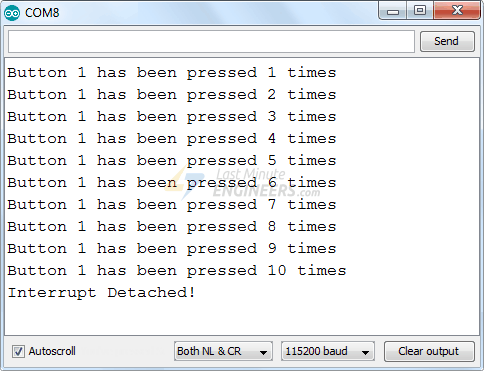 COM8
Send
Button 1 has been pressed 1 times
Button 1 has been pressed 2 times
Button 1 has been pressed 3 times
Button 1 has been pressed 4 times
Button 1 has been pressed 5 times
Button 1 has been pressed 6 times
Button 1 has been pressed 7 times
Button 1 has been pressed 8 times
Button 1 has been pressed 9 times
Button 1 has been pressed 10 times
Interrupt Detached!
Last Minute
ENGINEERS.com
Autoscroll
Both NL & CR
115200 baud
Clear output